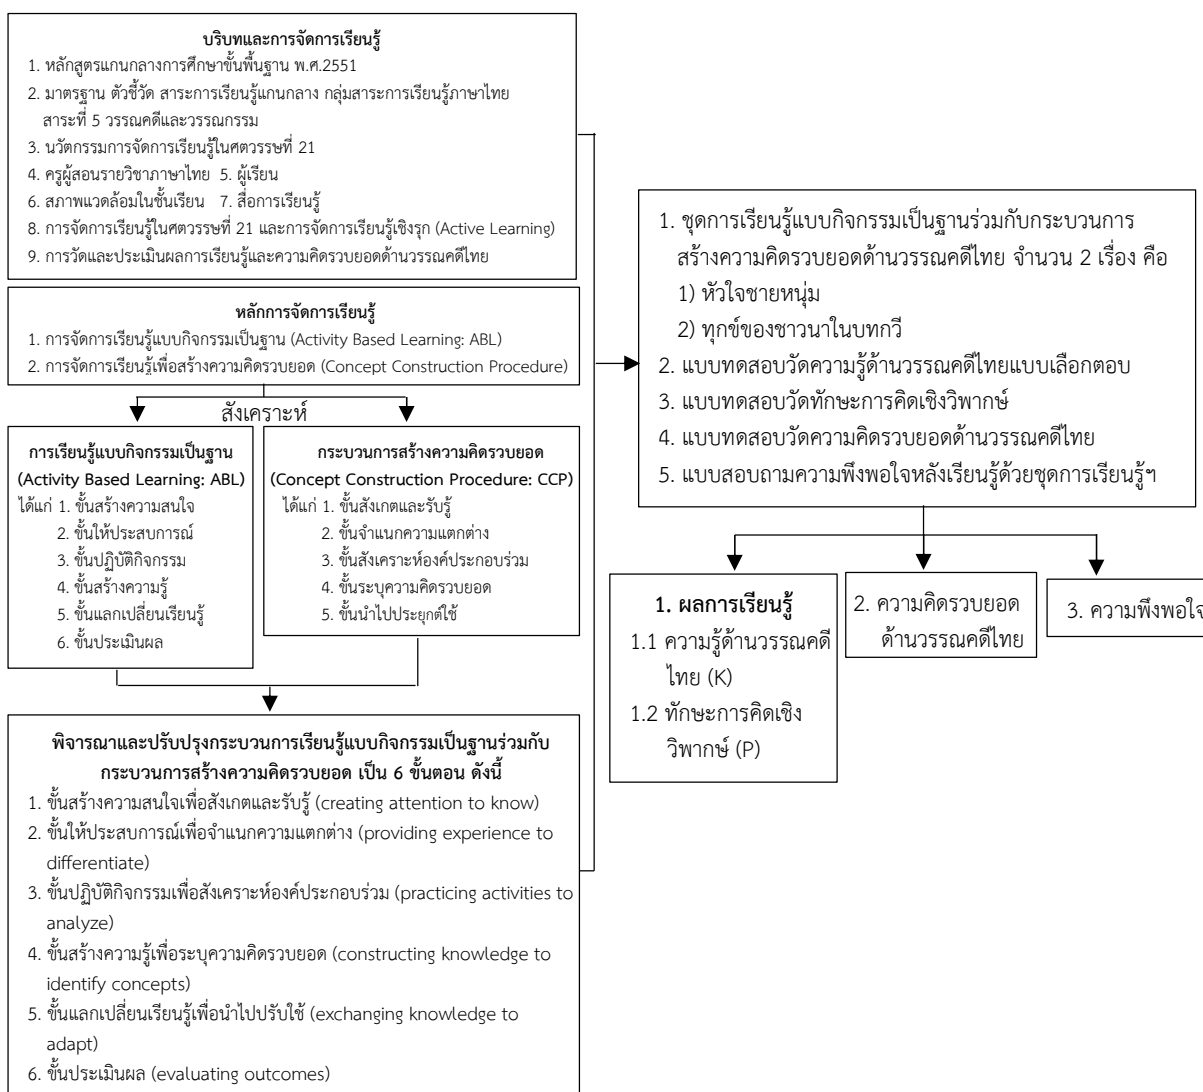 บริบทและการจัดการเรียนรู้
1. หลักสูตรแกนกลางการศึกษาขั้นพื้นฐาน พ.ศ.2551
2. มาตรฐาน ตัวชี้วัด สาระการเรียนรู้แกนกลาง กลุ่มสาระการเรียนรู้ภาษาไทย
สาระที่ 5 วรรณคดีและวรรณกรรม
3. นวัตกรรมการจัดการเรียนรู้ในศตวรรษที่ 21
4. ครูผู้สอนรายวิชาภาษาไทย 5. ผู้เรียน
6. สภาพแวดล้อมในชั้นเรียน 7. สื่อการเรียนรู้
8. การจัดการเรียนรู้ในศตวรรษที่ 21 และการจัดการเรียนรู้เชิงรุก (Active Learning)
9. การวัดและประเมินผลการเรียนรู้และความคิดรวบยอดด้านวรรณคดีไทย
หลักการจัดการเรียนรู้
1. การจัดการเรียนรู้แบบกิจกรรมเป็นฐาน (Activity Based Learning: ABL)
2. การจัดการเรียนรู้เพื่อสร้างความคิดรวบยอด (Concept Construction Procedure)
สังเคราะห์
การเรียนรู้แบบกิจกรรมเป็นฐาน
(Activity Based Learning: ABL)
ได้แก่ 1. ขั้นสร้างความสนใจ
2. ขั้นให้ประสบการณ์
3. ขั้นปฏิบัติกิจกรรม
4. ขั้นสร้างความรู้
5. ขั้นแลกเปลี่ยนเรียนรู้
6. ขั้นประเมินผล
กระบวนการสร้างความคิดรวบยอด
(Concept Construction Procedure: CCP)
ได้แก่ 1. ขั้นสังเกตและรับรู้
2. ขั้นจำแนกความแตกต่าง
3. ขั้นสังเคราะห์องค์ประกอบร่วม
4. ขั้นระบุความคิดรวบยอด
5. ขั้นนำไปประยุกต์ใช้
พิจารณาและปรับปรุงกระบวนการเรียนรู้แบบกิจกรรมเป็นฐานร่วมกับ
กระบวนการสร้างความคิดรวบยอด เป็น 6 ขั้นตอน ดังนี้
1. ขั้นสร้างความสนใจเพื่อสังเกตและรับรู้ (creating attention to know)
2. ขั้นให้ประสบการณ์เพื่อจำแนกความแตกต่าง (providing experience to
differentiate)
3. ขั้นปฏิบัติกิจกรรมเพื่อสังเคราะห์องค์ประกอบร่วม (practicing activities to
analyze)
4. ขั้นสร้างความรู้เพื่อระบุความคิดรวบยอด (constructing knowledge to
identify concepts)
5. ขั้นแลกเปลี่ยนเรียนรู้เพื่อนำไปปรับใช้ (exchanging knowledge to
adapt)
6. ขั้นประเมินผล (evaluating outcomes)
1. ชุดการเรียนรู้แบบกิจกรรมเป็นฐานร่วมกับกระบวนการ
สร้างความคิดรวบยอดด้านวรรณคดีไทย จำนวน 2 เรื่อง คือ
1) หัวใจชายหนุ่ม
2) ทุกข์ของชาวนาในบทกวี
2. แบบทดสอบวัดความรู้ด้านวรรณคดีไทยแบบเลือกตอบ
3. แบบทดสอบวัดทักษะการคิดเชิงวิพากษ์
4. แบบทดสอบวัดความคิดรวบยอดด้านวรรณคดีไทย
5. แบบสอบถามความพึงพอใจหลังเรียนรู้ด้วยชุดการเรียนรู้ฯ
1. ผลการเรียนรู้
1.1 ความรู้ด้านวรรณคดี
ไทย (K)
1.2 ทักษะการคิดเชิง
วิพากษ์ (P)
2. ความคิดรวบยอด
ด้านวรรณคดีไทย
3. ความพึงพอใจ